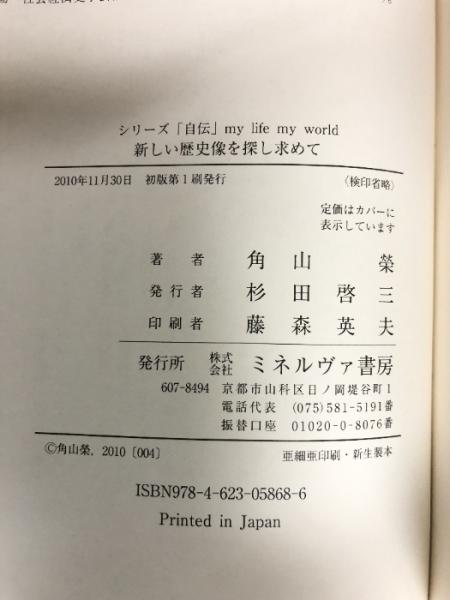 シリーズ「自伝」my life my world
新しい歴史像を探し求めて
2010年11月30日 初版第1刷発行 〈検印省略〉
定価はカバーに
表示しています
著者 角山榮
発行者 杉田啓三
印刷者 藤森英夫
発行所 株式会社 ミネルヴァ書房
607-8494 京都市山科区日ノ岡堤谷町1
電話代表 (075)581-5191番
振替口座 01020-0-8076番
©角山榮, 2010〔004〕 亜細亜印刷・新生製本
ISBN978-4-623-05868-6
Printed in Japan